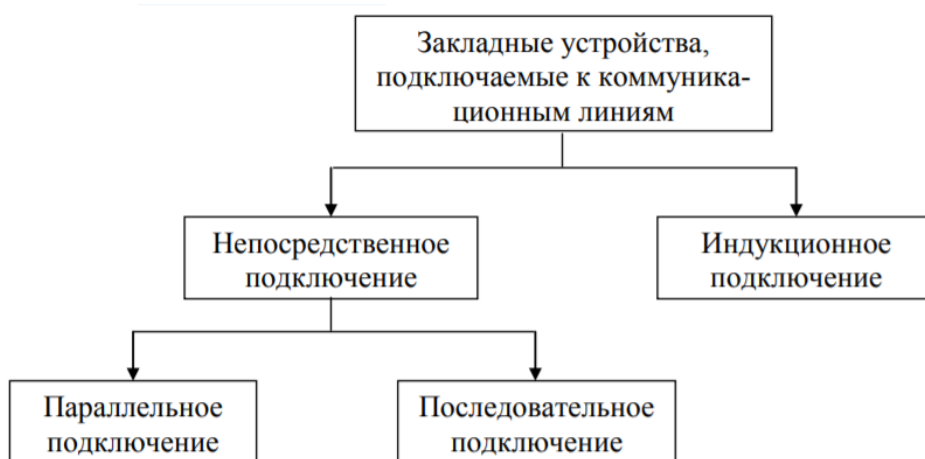 Закладные устройства,
подключаемые к коммуника-
ционным линиям
Непосредственное
подключение
Индукционное
подключение
Параллельное
подключение
Последовательное
подключение